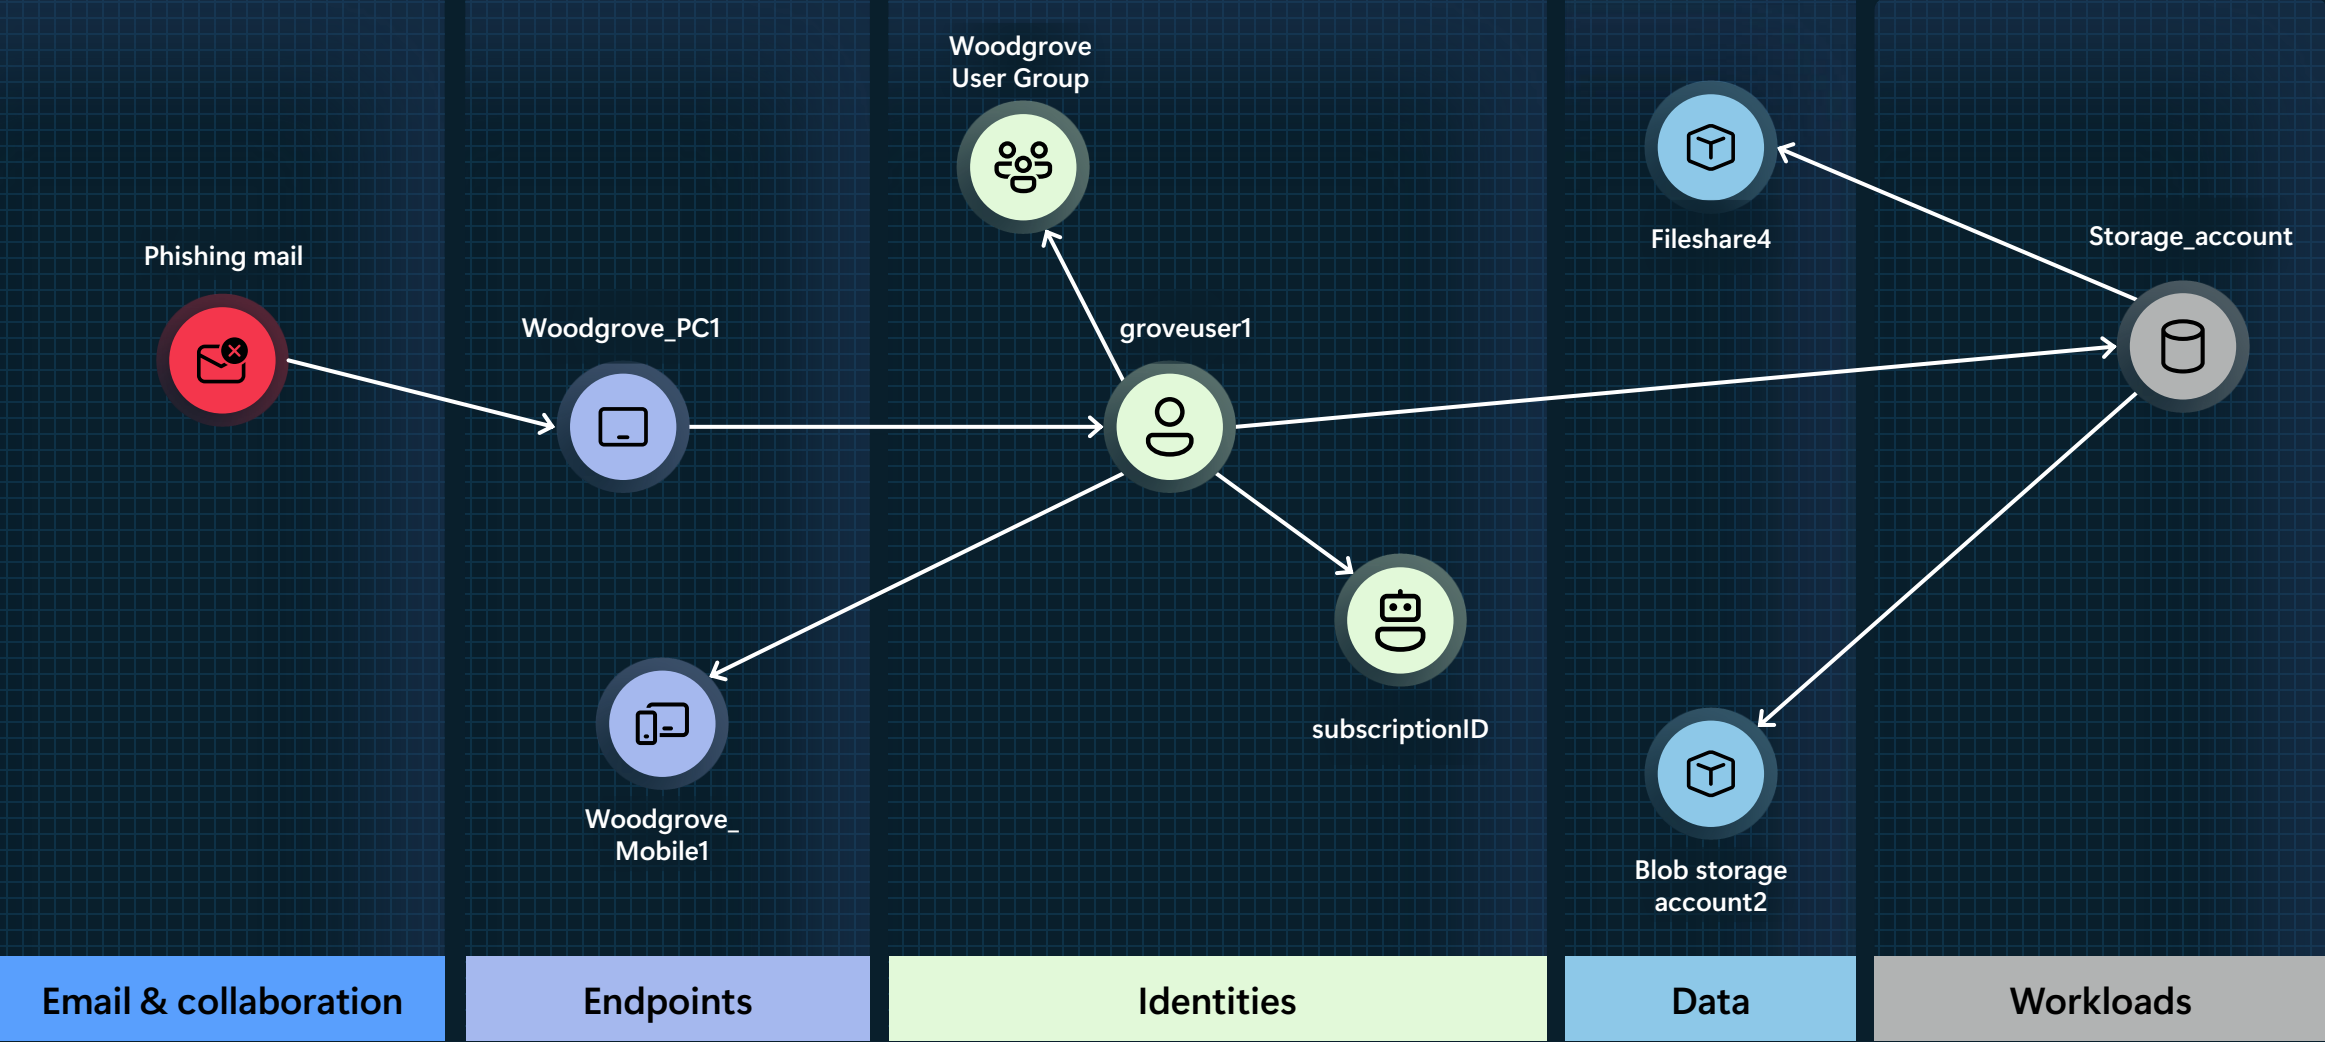 Woodgrove
User Group
Phishing mail
Woodgrove_PC1
groveuser1
Fileshare4
Storage_account
subscriptionID
Woodgrove_
Mobile1
Blob storage
account2
Email & collaboration
Endpoints
Identities
Data
Workloads